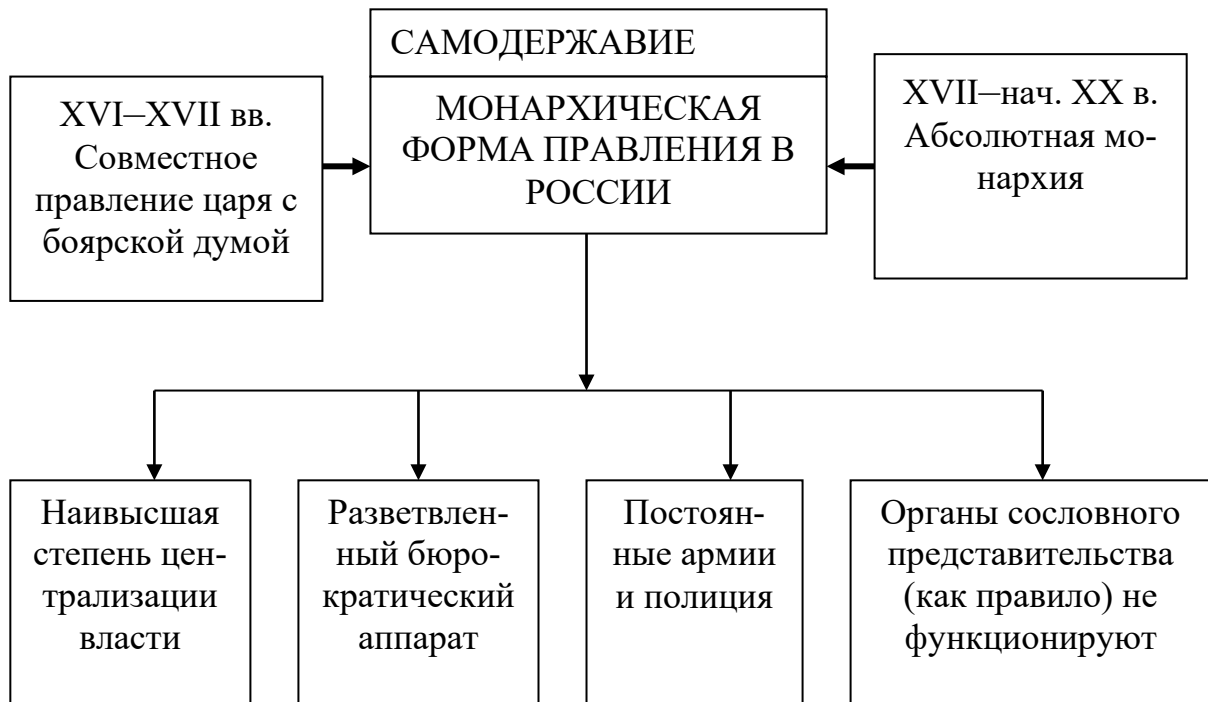 САМОДЕРЖАВИЕ
МОНАРХИЧЕСКАЯ
ФОРМА ПРАВЛЕНИЯ В
РОССИИ
XVI–XVII вв.
Совместное
правление царя с
боярской думой
XVII–нач. XX в.
Абсолютная мо-
нархия
Наивысшая
степень цен-
трализации
власти
Разветвлен-
ный бюро-
кратический
аппарат
Постоян-
ные армии
и полиция
Органы сословного
представительства
(как правило) не
функционируют